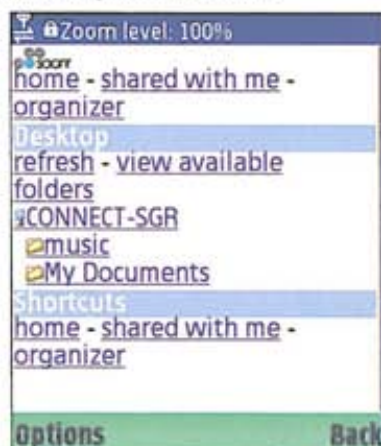 Zoom level: 100%
home - shared with me -
organizer
Desktop
refresh - view available
folders
CONNECT-SGR
music
My Documents
Shortcuts
home - shared with me -
organizer
Options Back